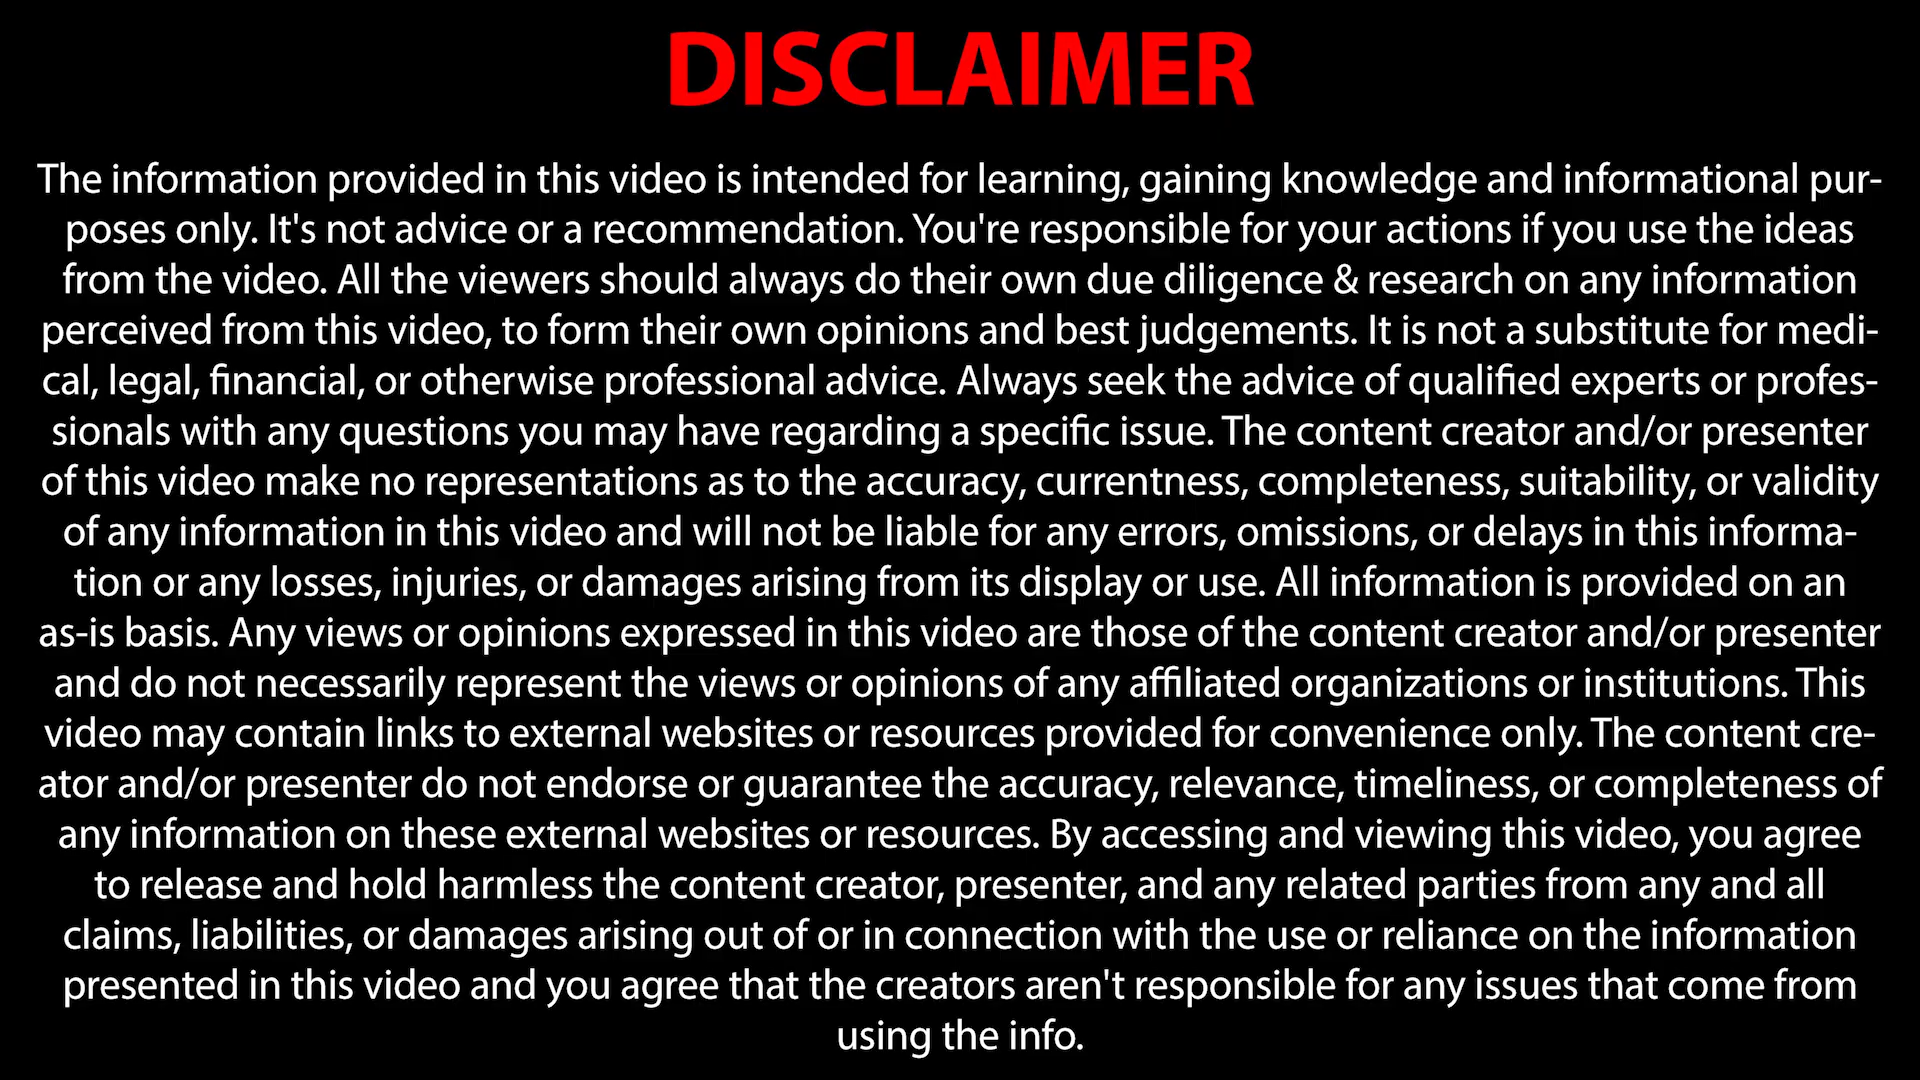 DISCLAIMER
The information provided in this video is intended for learning, gaining knowledge and informational pur-
poses only. It's not advice or a recommendation. You're responsible for your actions if you use the ideas
from the video. All the viewers should always do their own due diligence & research on any information
perceived from this video, to form their own opinions and best judgements. It is not a substitute for medi-
cal, legal, financial, or otherwise professional advice. Always seek the advice of qualified experts or profes-
sionals with any questions you may have regarding a specific issue. The content creator and/or presenter
of this video make no representations as to the accuracy, currentness, completeness, suitability, or validity
of any information in this video and will not be liable for any errors, omissions, or delays in this informa-
tion or any losses, injuries, or damages arising from its display or use. All information is provided on an
as-is basis. Any views or opinions expressed in this video are those of the content creator and/or presenter
and do not necessarily represent the views or opinions of any affiliated organizations or institutions. This
video may contain links to external websites or resources provided for convenience only. The content cre-
ator and/or presenter do not endorse or guarantee the accuracy, relevance, timeliness, or completeness of
any information on these external websites or resources. By accessing and viewing this video, you agree
to release and hold harmless the content creator, presenter, and any related parties from any and all
claims, liabilities, or damages arising out of or in connection with the use or reliance on the information
presented in this video and you agree that the creators aren't responsible for any issues that come from
using the info.